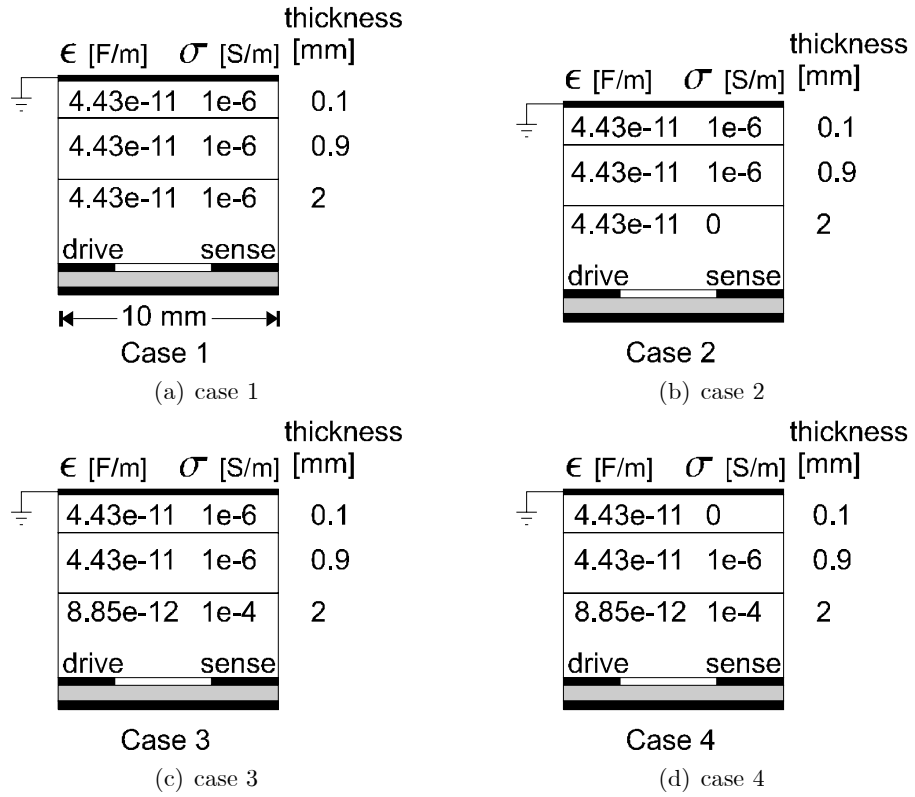 thickness
ϵ [F/m] σ [S/m] [mm]
4.43e-11 1e-6 0.1
4.43e-11 1e-6 0.9
4.43e-11 1e-6 2
drive sense
10 mm
Case 1
(a) case 1
thickness
ϵ [F/m] σ [S/m] [mm]
4.43e-11 1e-6 0.1
4.43e-11 1e-6 0.9
4.43e-11 0 2
drive sense
Case 2
(b) case 2
thickness
ϵ [F/m] σ [S/m] [mm]
4.43e-11 1e-6 0.1
4.43e-11 1e-6 0.9
8.85e-12 1e-4 2
drive sense
Case 3
(c) case 3
thickness
ϵ [F/m] σ [S/m] [mm]
4.43e-11 0 0.1
4.43e-11 1e-6 0.9
8.85e-12 1e-4 2
drive sense
Case 4
(d) case 4